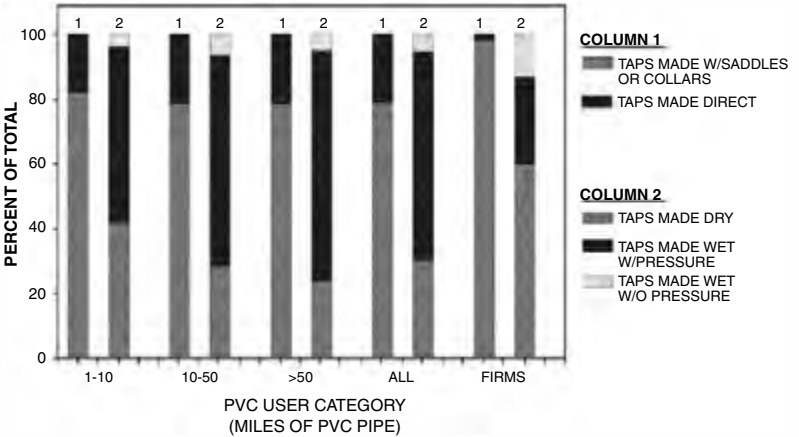 1 2 1 2 1 2 1 2 1 2
100
80
60
40
20
0
PERCENT OF TOTAL
1-10 10-50 >50 ALL FIRMS
PVC USER CATEGORY
(MILES OF PVC PIPE)
COLUMN 1
TAPS MADE W/SADDLES
OR COLLARS
TAPS MADE DIRECT
COLUMN 2
TAPS MADE DRY
TAPS MADE WET
W/PRESSURE
TAPS MADE WET
W/O PRESSURE